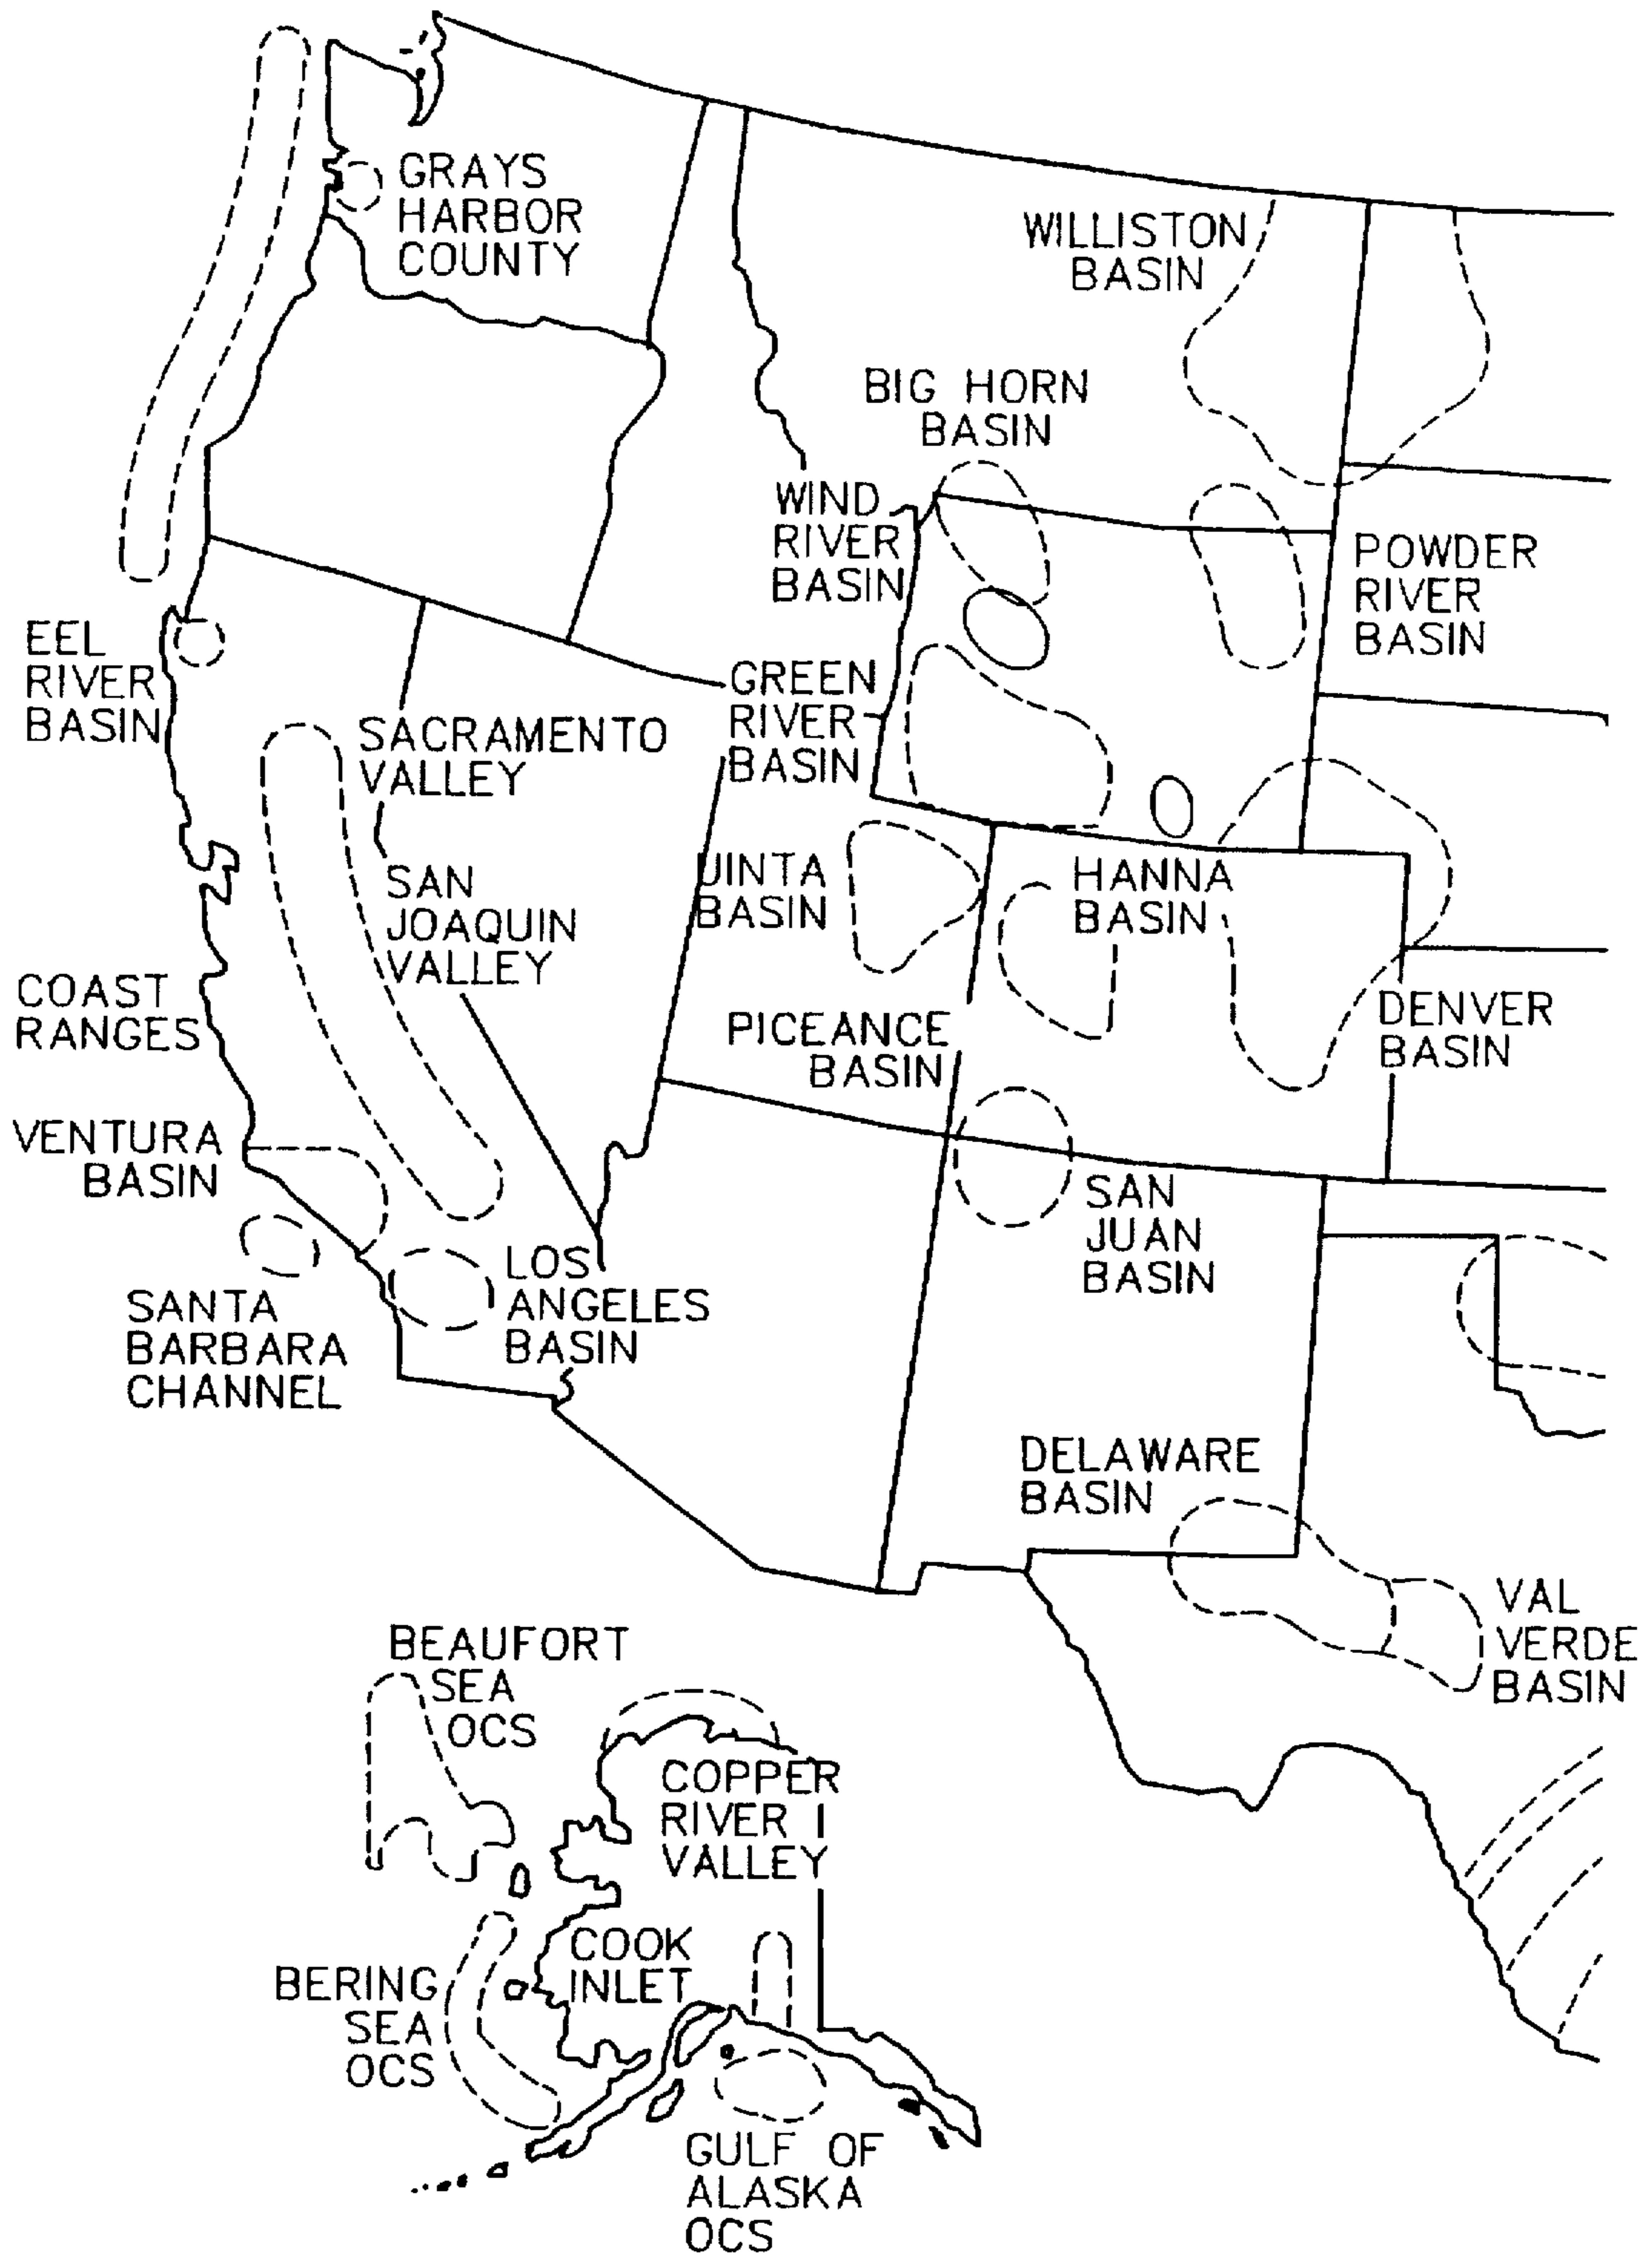 GRAYS
HARBOR
COUNTY
WILLISTON
BASIN
BIG HORN
BASIN
WIND
RIVER
BASIN
POWDER
RIVER
BASIN
EEL
RIVER
BASIN
GREEN
RIVER
BASIN
SACRAMENTO
VALLEY
UINTA
BASIN
HANNA
BASIN
SAN
JOAQUIN
VALLEY
COAST
RANGES
PICEANCE
BASIN
DENVER
BASIN
VENTURA
BASIN
SAN
JUAN
BASIN
LOS
ANGELES
BASIN
SANTA
BARBARA
CHANNEL
DELAWARE
BASIN
VAL
VERDE
BASIN
BEAUFORT
SEA
OCS
COPPER
RIVER
VALLEY
COOK
INLET
BERING
SEA
OCS
GULF OF
ALASKA
OCS